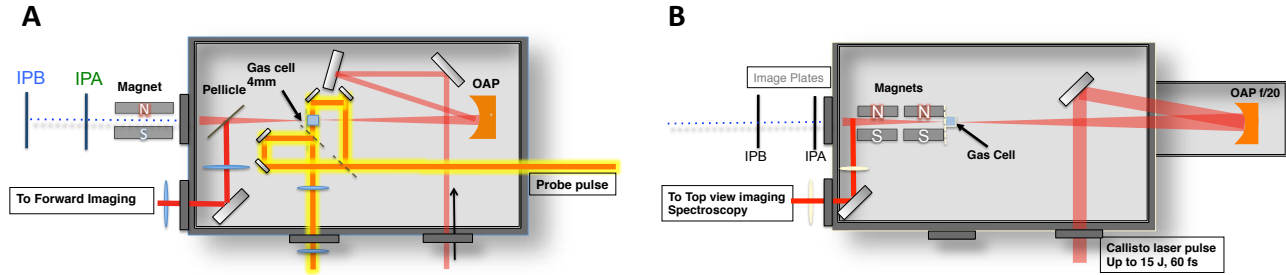 A
IPB
IPA
Magnet
N
S
Pellicle
Gas cell
4mm
OAP
Probe pulse
To Forward Imaging
B
Image Plates
Magnets
N
N
S
S
OAP f/20
IPB
IPA
Gas Cell
To Top view imaging
Spectroscopy
Callisto laser pulse
Up to 15 J, 60 fs